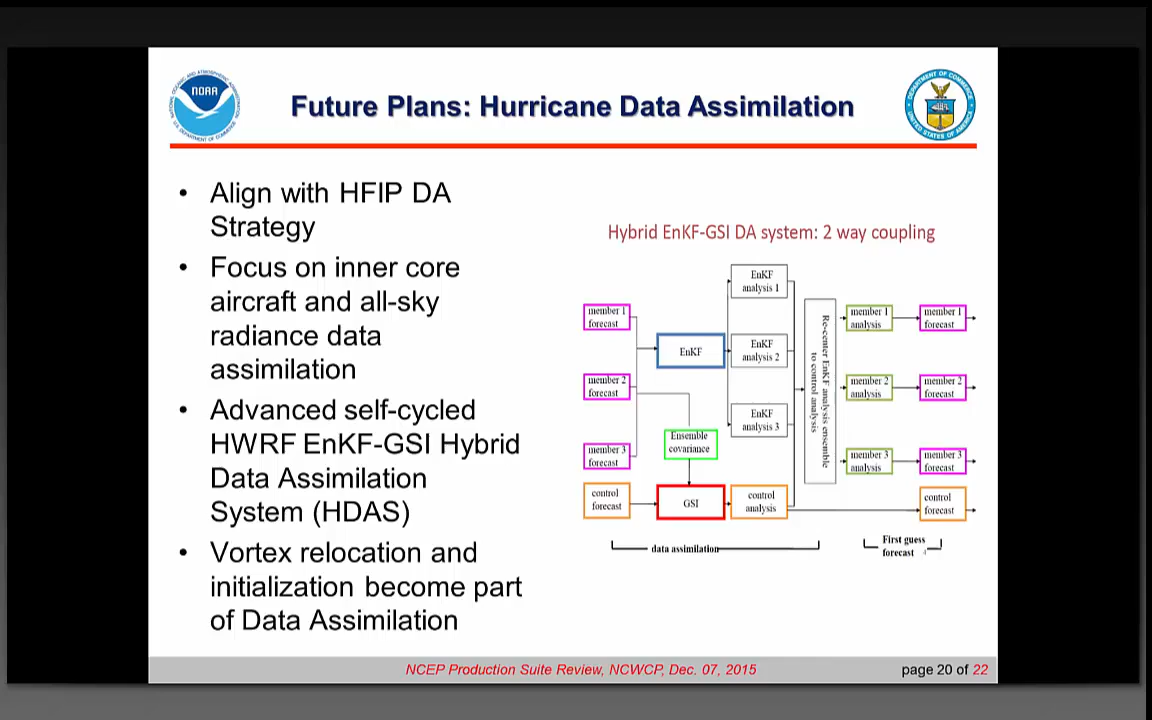 NOAA
Future Plans: Hurricane Data Assimilation
• Align with HFIP DA
Strategy
• Focus on inner core
aircraft and all-sky
radiance data
assimilation
• Advanced self-cycled
HWRF EnKF-GSI Hybrid
Data Assimilation
System (HDAS)
• Vortex relocation and
initialization become part
of Data Assimilation
Hybrid EnKF-GSI DA system: 2 way coupling
member 1
forecast
member 2
forecast
member 3
forecast
control
forecast
EnKF
Ensemble
covariance
GSI
EnKF
analysis 1
EnKF
analysis 2
EnKF
analysis 3
control
analysis
Re-center EnKF analysis ensemble
to control analysis
member 1
analysis
member 2
analysis
member 3
analysis
member 1
forecast
member 2
forecast
member 3
forecast
control
forecast
data assimilation
First guess
forecast
NCEP Production Suite Review, NCWCP, Dec. 07, 2015
page 20 of 22